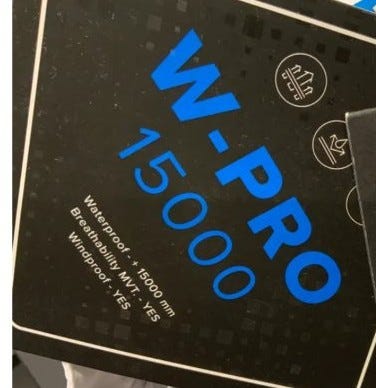 W-PRO
15000
Waterproof - + 15000 mm
Breathability MVT. - YES
Windproof - YES